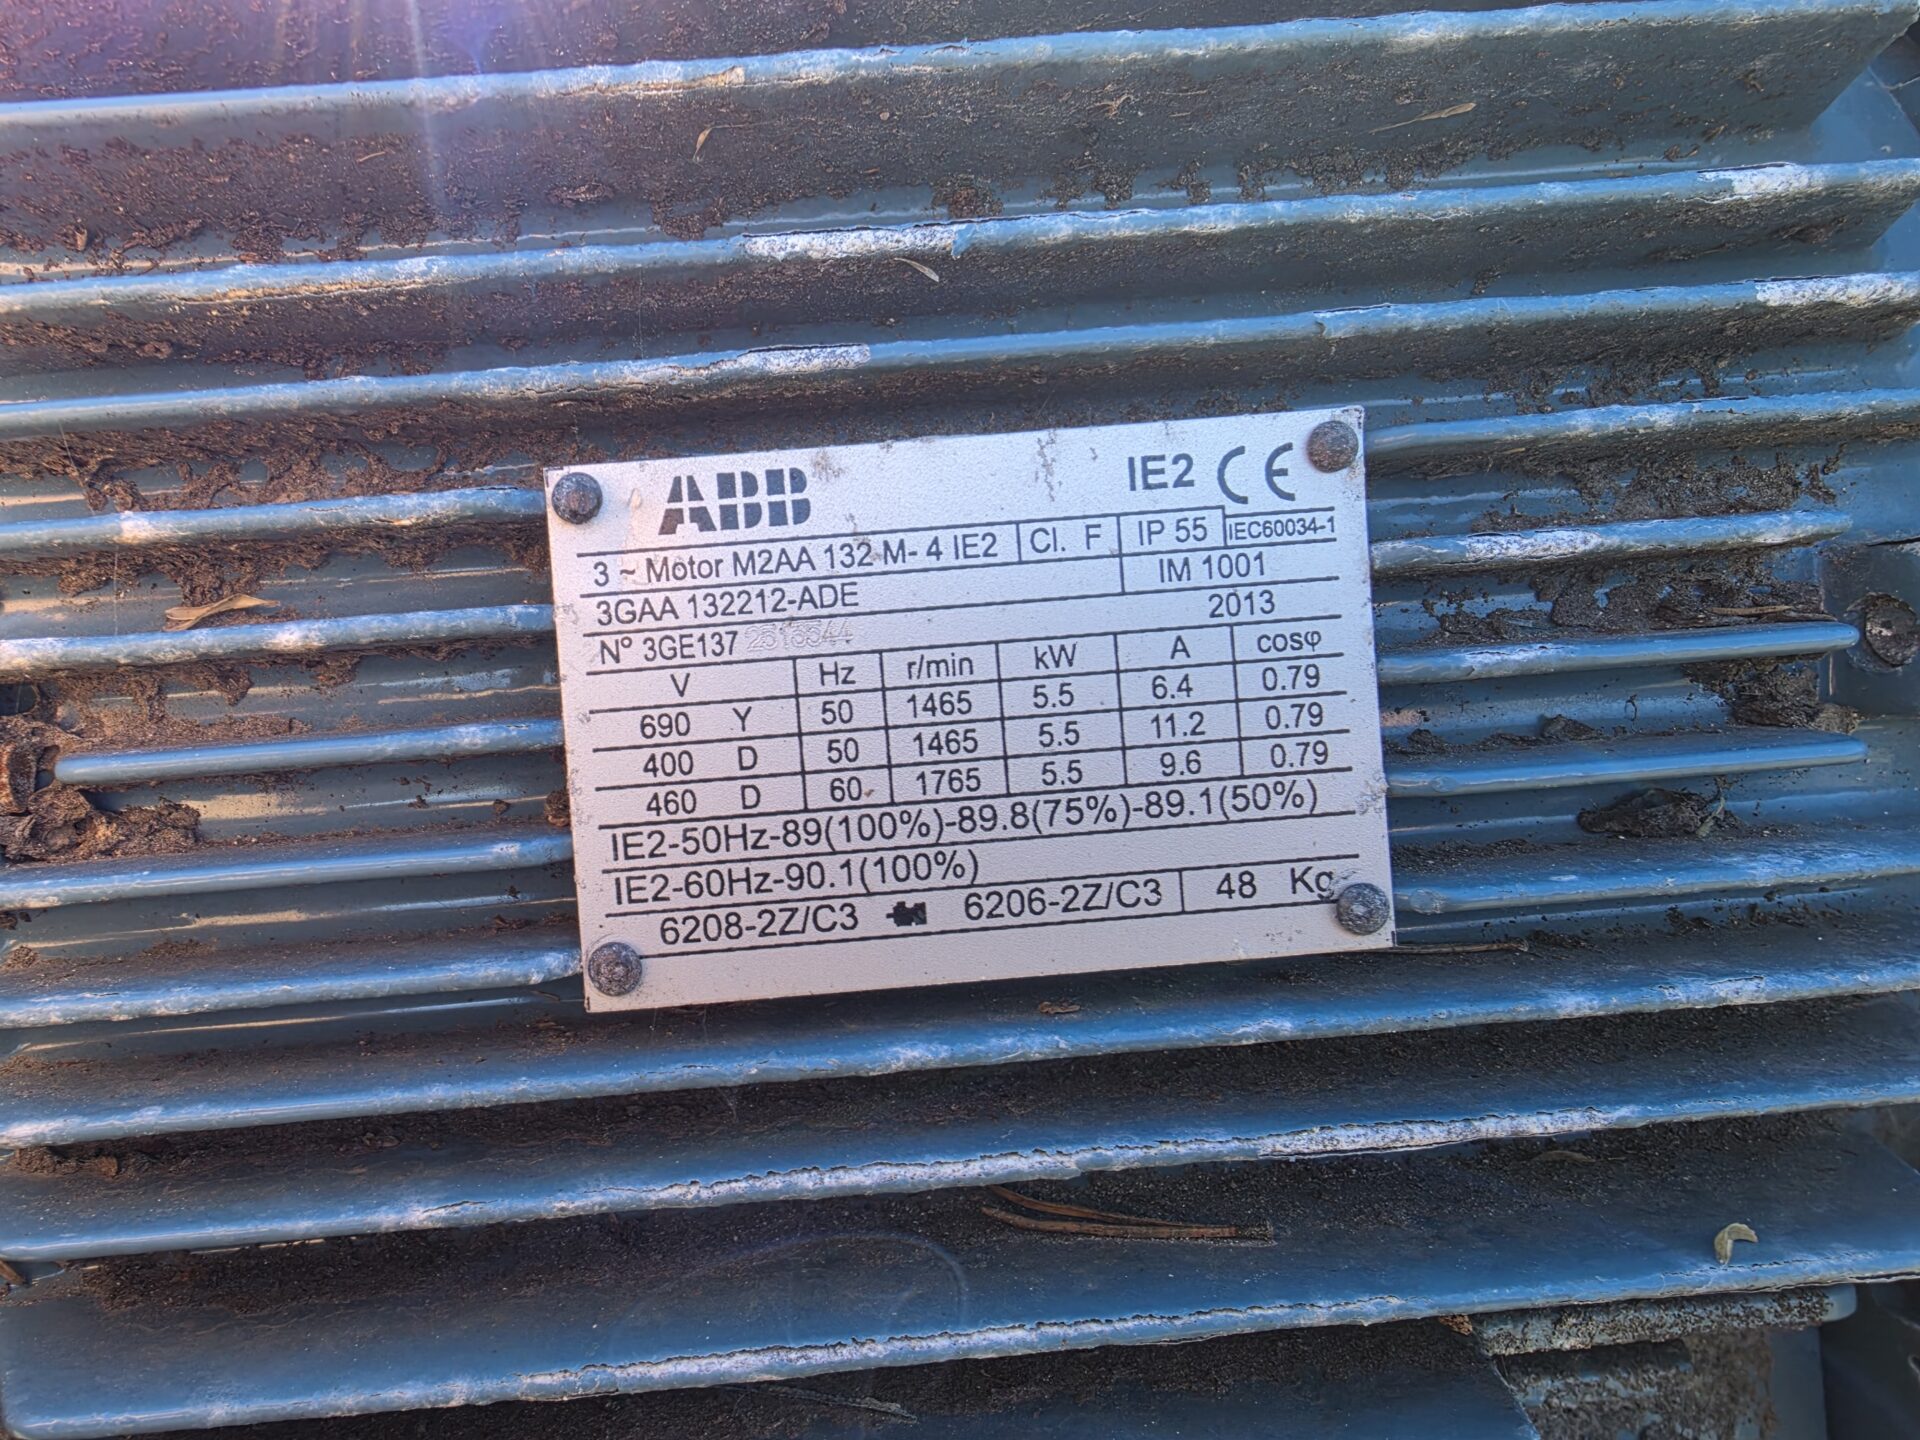 ABB IE2 CE
3 ~ Motor M2AA 132 M- 4 IE2 Cl. F IP 55 IEC60034-1
3GAA 132212-ADE IM 1001
Nº 3GE137 2513544 2013
V Hz r/min kW A cosφ
690 Y 50 1465 5.5 6.4 0.79
400 D 50 1465 5.5 11.2 0.79
460 D 60 1765 5.5 9.6 0.79
IE2-50Hz-89(100%)-89.8(75%)-89.1(50%)
IE2-60Hz-90.1(100%)
6208-2Z/C3 6206-2Z/C3 48 Kg